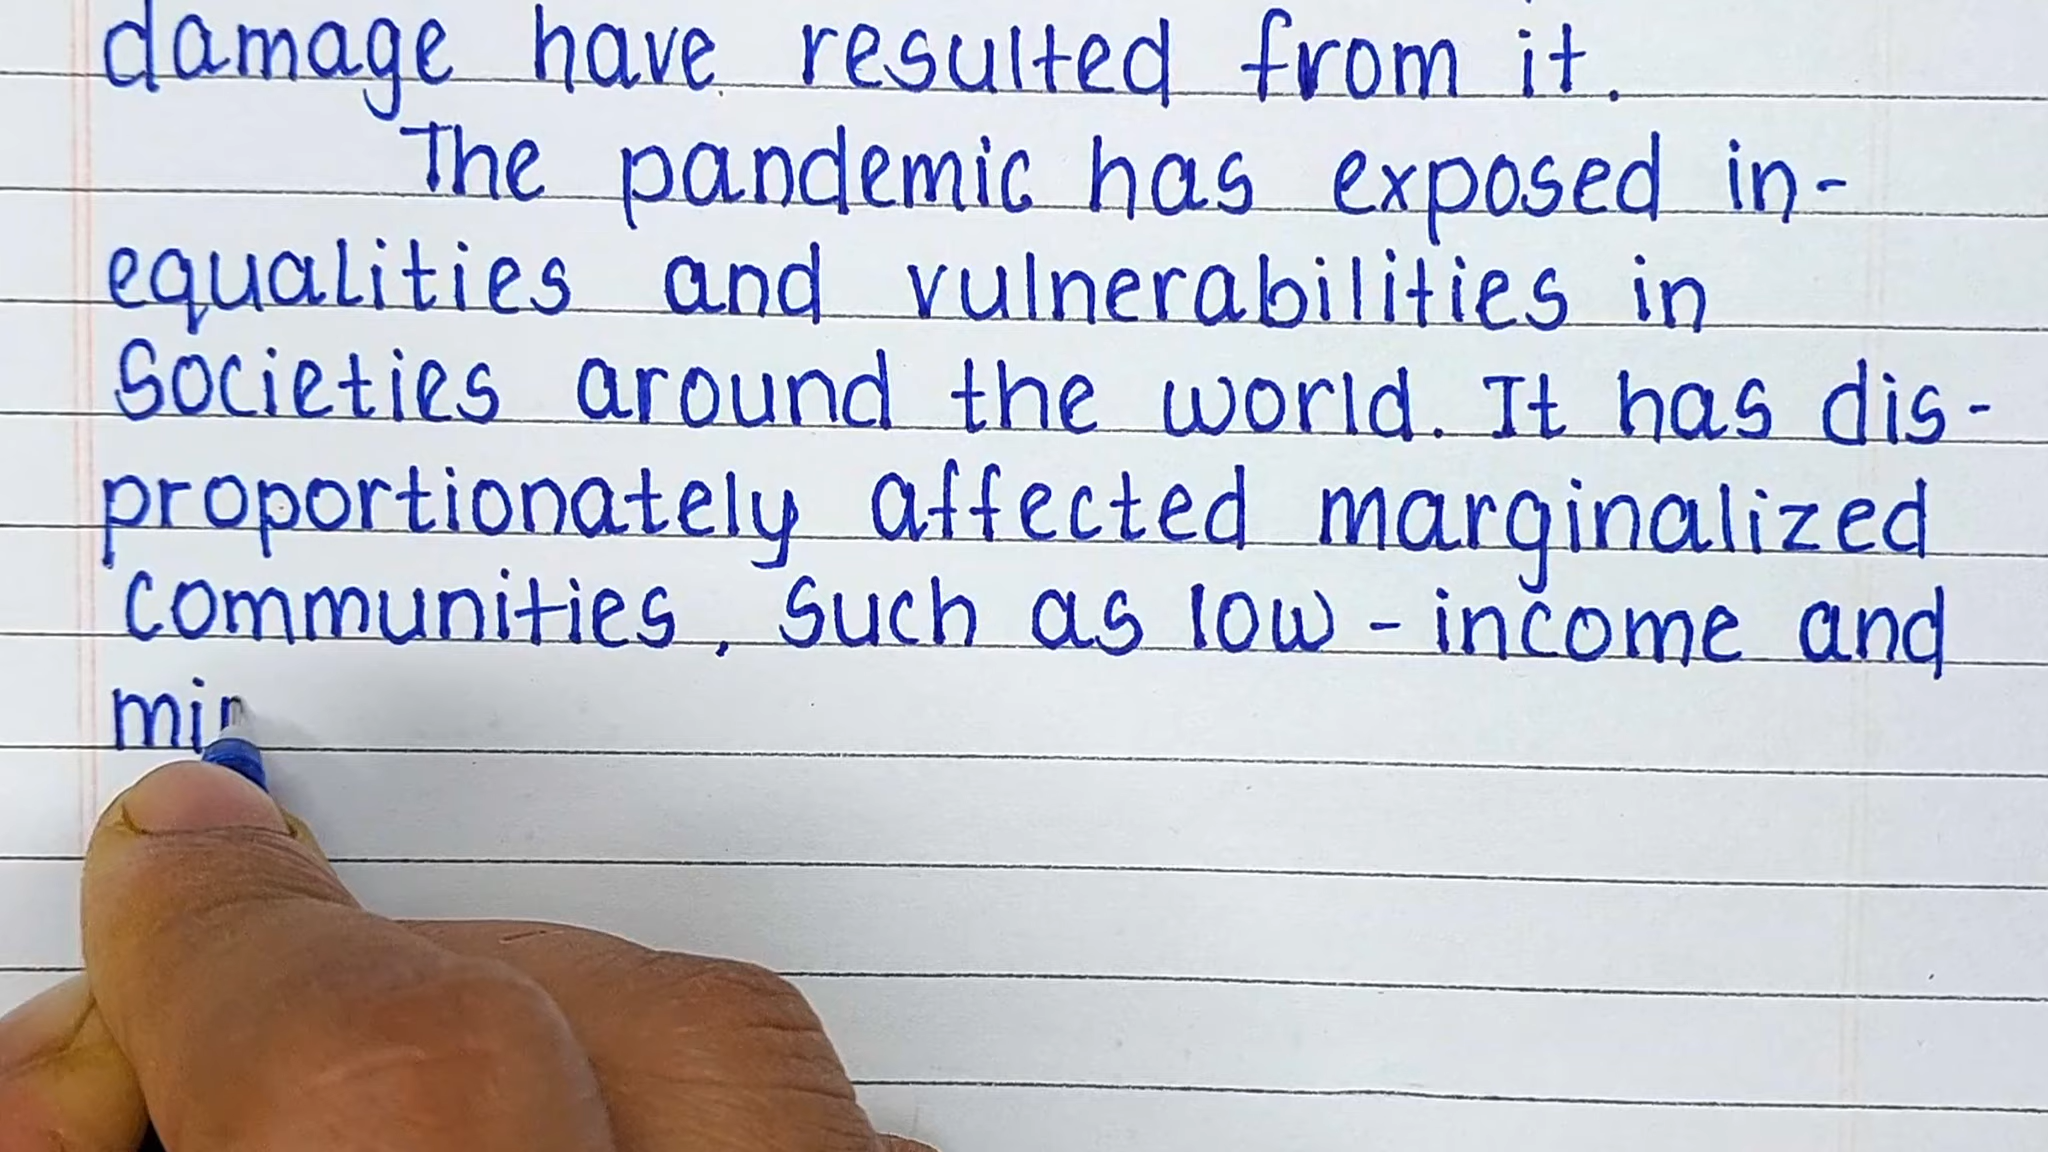 damage have resulted from it.
The pandemic has exposed in-
equalities and vulnerabilities in
Societies around the world. It has dis-
proportionately affected marginalized
communities, such as low-income and